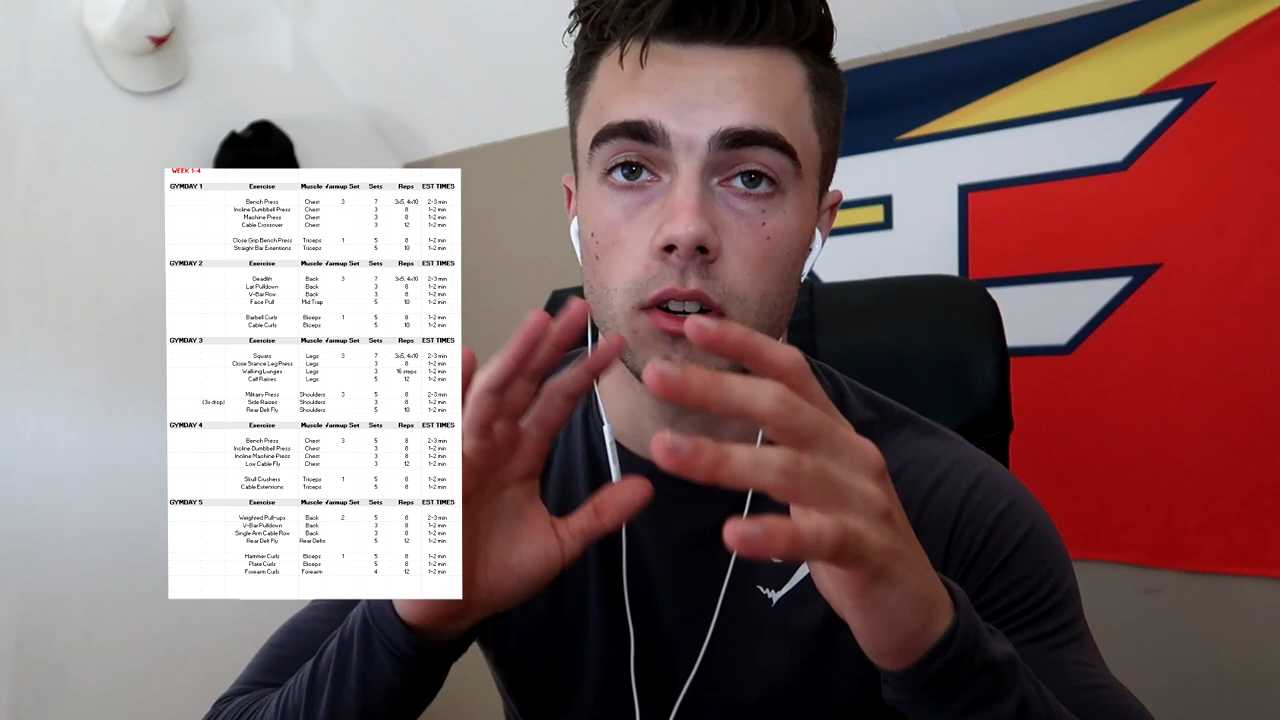 WEEK 1-4
GYMDAY 1 Exercise Muscle Warmup Set Sets Reps EST TIMES
Bench Press Chest 3 7 3x5, 4x10 2-3 min
Incline Dumbbell Press Chest 3 8 1-2 min
Machine Press Chest 3 8 1-2 min
Cable Crossover Chest 3 12 1-2 min
Close Grip Bench Press Triceps 1 5 8 1-2 min
Straight Bar Extentions Triceps 5 10 1-2 min
GYMDAY 2 Exercise Muscle Warmup Set Sets Reps EST TIMES
Deadlift Back 3 7 3x5, 4x10 2-3 min
Lat Pulldown Back 3 8 1-2 min
V-Bar Row Back 3 8 1-2 min
Face Pull Mid Trap 5 10 1-2 min
Barbell Curls Biceps 1 5 8 1-2 min
Cable Curls Biceps 5 10 1-2 min
GYMDAY 3 Exercise Muscle Warmup Set Sets Reps EST TIMES
Squats Legs 3 7 3x5, 4x10 2-3 min
Close Stance Leg Press Legs 3 8 1-2 min
Walking Lunges Legs 3 16 steps 1-2 min
Calf Raises Legs 5 12 1-2 min
Military Press Shoulders 3 5 8 2-3 min
(3x drop) Side Raises Shoulders 3 8 1-2 min
Rear Delt Fly Shoulders 5 10 1-2 min
GYMDAY 4 Exercise Muscle Warmup Set Sets Reps EST TIMES
Bench Press Chest 3 5 8 2-3 min
Incline Dumbbell Press Chest 3 8 1-2 min
Incline Machine Press Chest 3 8 1-2 min
Low Cable Fly Chest 3 12 1-2 min
Skull Crushers Triceps 1 5 8 1-2 min
Cable Extentions Triceps 5 8 1-2 min
GYMDAY 5 Exercise Muscle Warmup Set Sets Reps EST TIMES
Weighted Pull-ups Back 2 5 8 2-3 min
V-Bar Pulldown Back 3 8 1-2 min
Single Arm Cable Row Back 3 8 1-2 min
Rear Delt Fly Rear Delts 5 12 1-2 min
Hammer Curls Biceps 1 5 8 1-2 min
Plate Curls Biceps 5 8 1-2 min
Forearm Curls Forearm 4 12 1-2 min